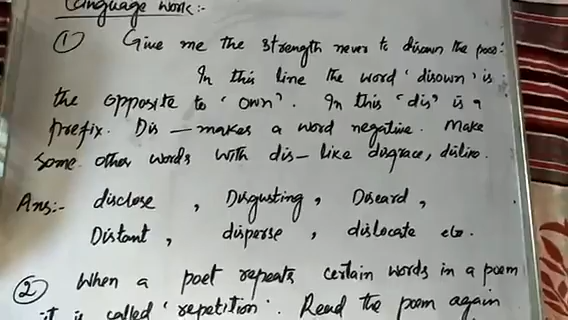 Language Work:-
① Give me the strength never to disown the poor:
In this line the word 'disown' is
the opposite to 'own'. In this 'dis' is a
prefix. Dis — makes a word negative. Make
some other words with dis— like disgrace,
Ans:- disclose , Disgusting , Discard ,
Distant , disperse , dislocate etc.
② When a poet repeats certain words in a poem
it is called 'repetition'. Read the poem again